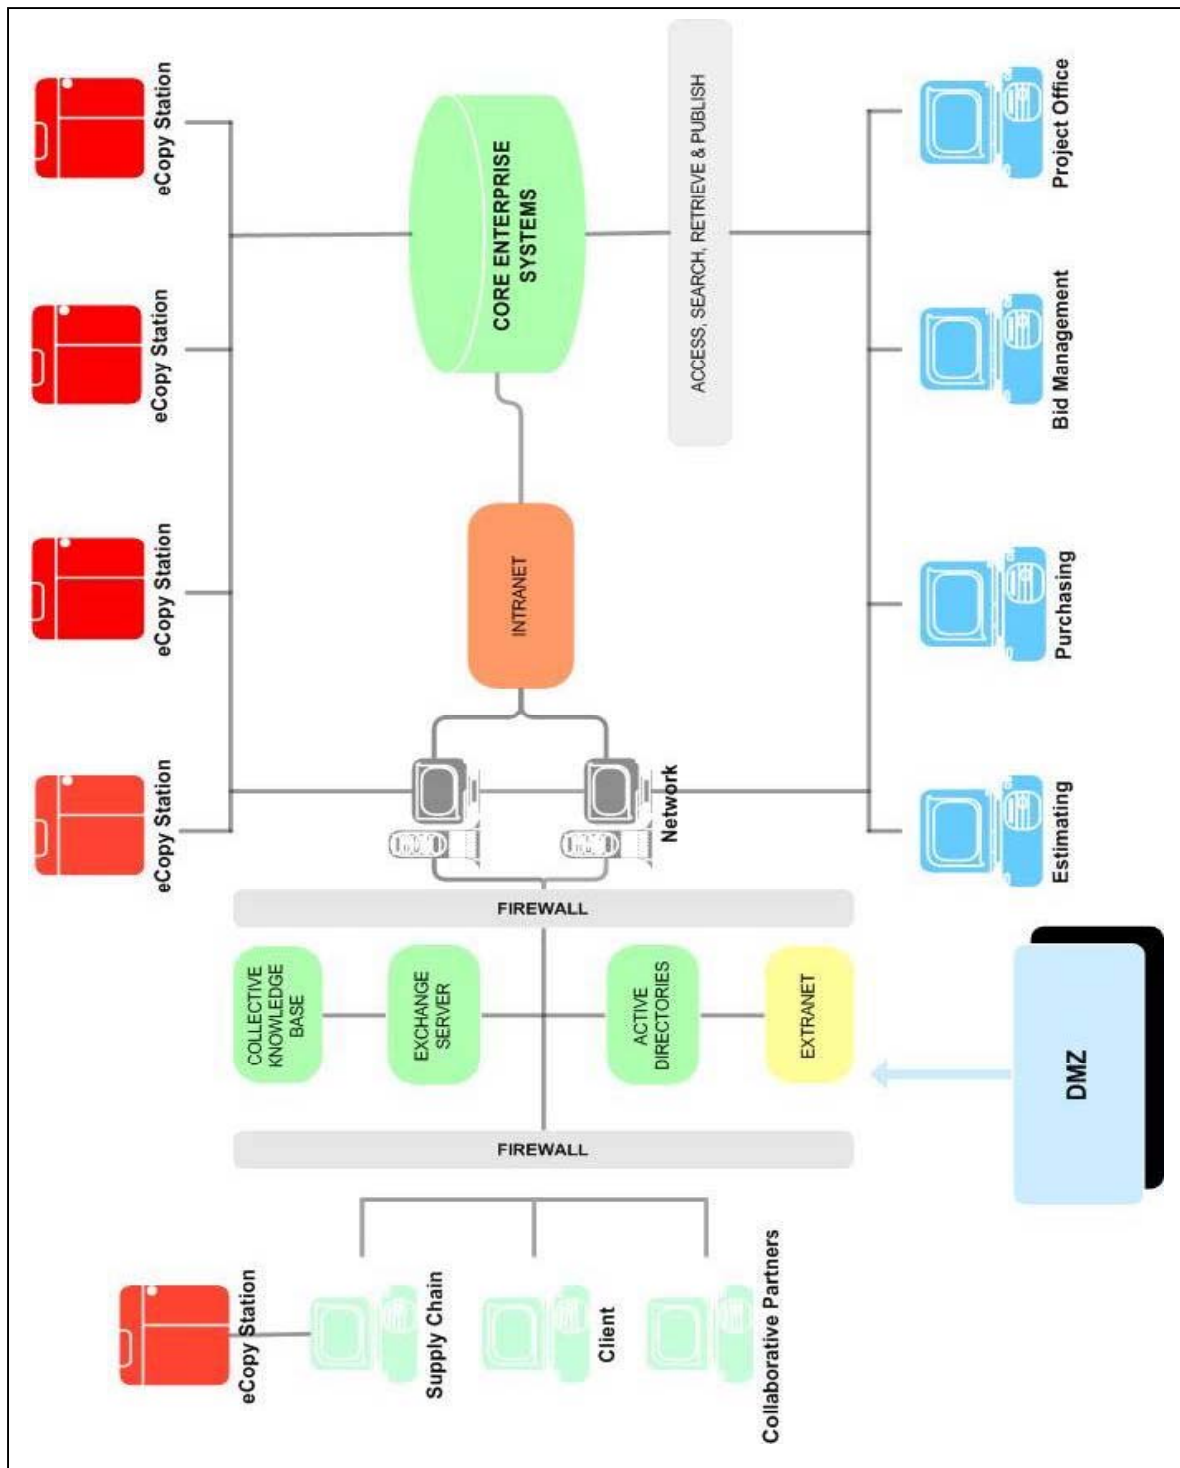 eCopy Station
eCopy Station
eCopy Station
eCopy Station
eCopy Station
COLLECTIVE
KNOWLEDGE
BASE
EXCHANGE
SERVER
Supply Chain
CORE ENTERPRISE
SYSTEMS
FIREWALL
FIREWALL
INTRANET
Client
ACTIVE
DIRECTORIES
Network
ACCESS, SEARCH, RETRIEVE & PUBLISH
Collaborative Partners
EXTRANET
DMZ
Estimating
Purchasing
Bid Management
Project Office